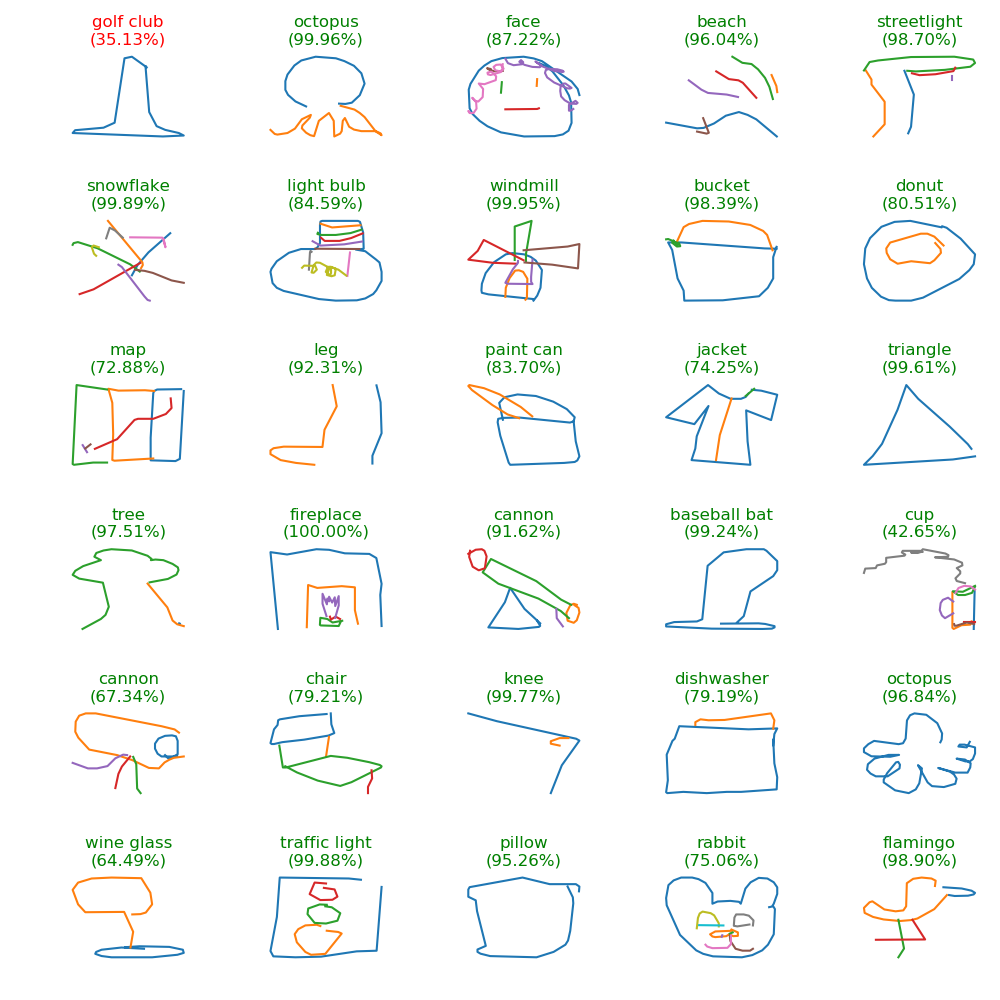 golf club
(35.13%)
octopus
(99.96%)
face
(87.22%)
beach
(96.04%)
streetlight
(98.70%)
snowflake
(99.89%)
light bulb
(84.59%)
windmill
(99.95%)
bucket
(98.39%)
donut
(80.51%)
map
(72.88%)
leg
(92.31%)
paint can
(83.70%)
jacket
(74.25%)
triangle
(99.61%)
tree
(97.51%)
fireplace
(100.00%)
cannon
(91.62%)
baseball bat
(99.24%)
cup
(42.65%)
cannon
(67.34%)
chair
(79.21%)
knee
(99.77%)
dishwasher
(79.19%)
octopus
(96.84%)
wine glass
(64.49%)
traffic light
(99.88%)
pillow
(95.26%)
rabbit
(75.06%)
flamingo
(98.90%)